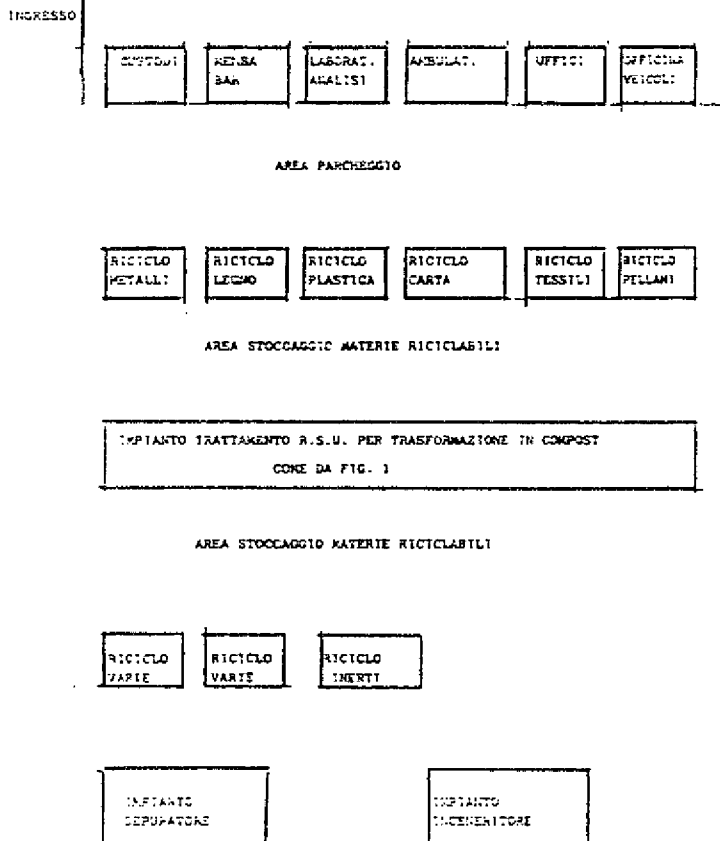 INGRESSO
CUSTODI
MENSA
BAR
LABORAT.
ANALISI
AMBULAT.
UFFICI
OFFICINA
VEICOLI
AREA PARCHEGGIO
RICICLO
METALLI
RICICLO
LEGNO
RICICLO
PLASTICA
RICICLO
CARTA
RICICLO
TESSILI
RICICLO
PELLAMI
AREA STOCCAGGIO MATERIE RICICLABILI
IMPIANTO TRATTAMENTO R.S.U. PER TRASFORMAZIONE IN COMPOST
COME DA FIG. 1
AREA STOCCAGGIO MATERIE RICICLABILI
RICICLO
VARIE
RICICLO
VARIE
RICICLO
INERTI
IMPIANTO
DEPURATORE
IMPIANTO
INCENERITORE